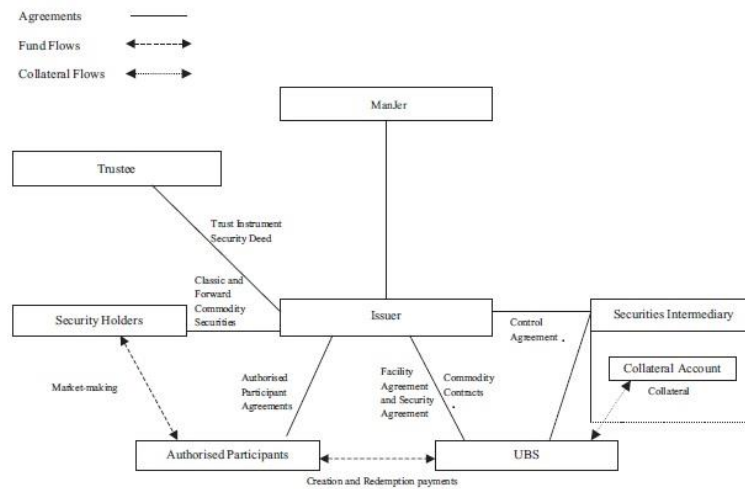 Agreements
Fund Flows
Collateral Flows
ManJer
Trustee
Trust Instrument
Security Deed
Classic and
Forward
Commodity
Securities
Security Holders
Issuer
Control
Agreement
Securities Intermediary
Collateral Account
Collateral
Market-making
Authorised
Participant
Agreements
Facility
Agreement
and Security
Agreement
Commodity
Contracts
Authorised Participants
UBS
Creation and Redemption payments